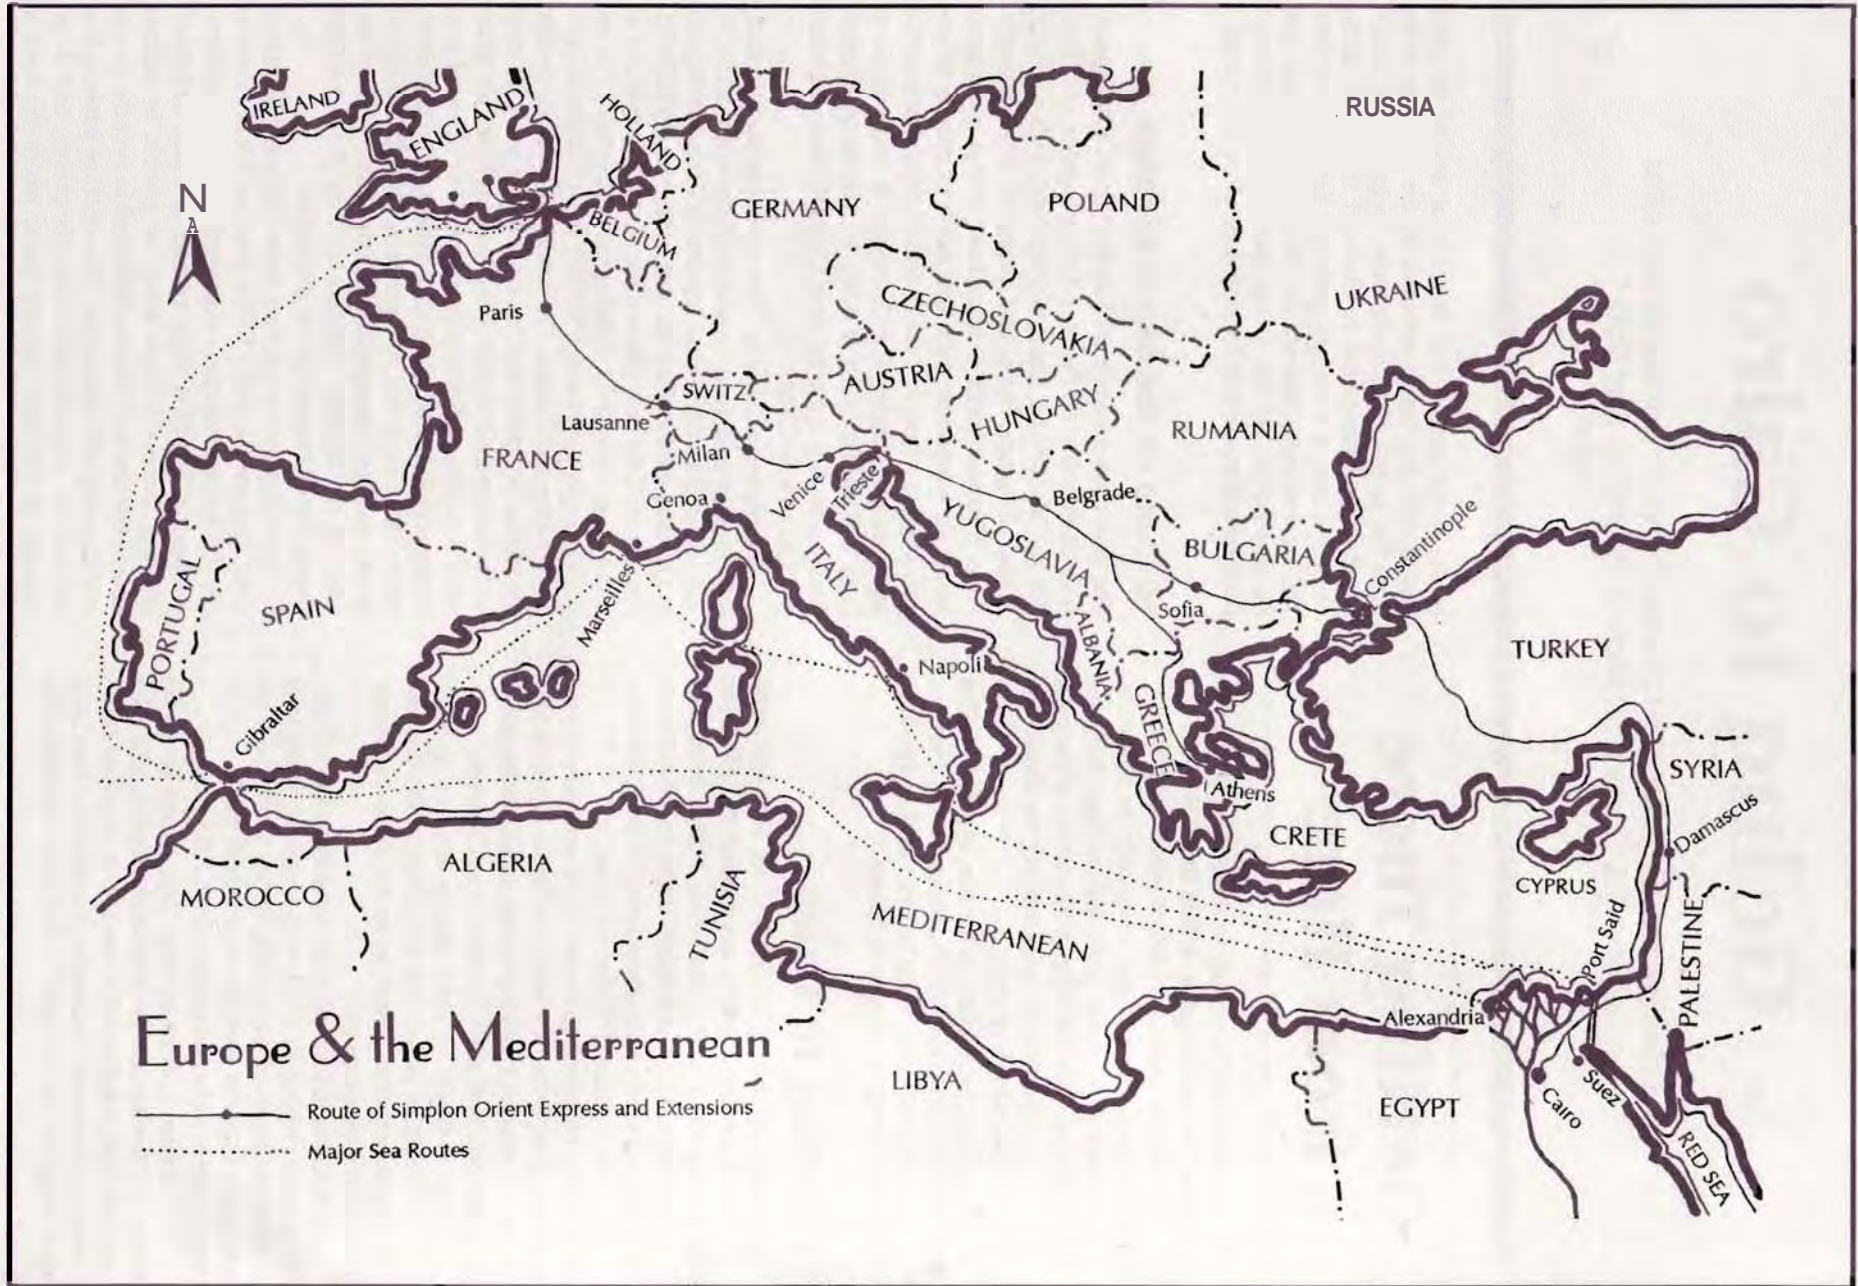 IRELAND
ENGLAND
HOLLAND
RUSSIA
N
A
BELGIUM
GERMANY
POLAND
UKRAINE
Paris
CZECHOSLOVAKIA
SWITZ.
AUSTRIA
HUNGARY
Lausanne
RUMANIA
FRANCE
Milan
Genoa
Venice
Trieste
Belgrade
YUGOSLAVIA
BULGARIA
Constantinople
ITALY
PORTUGAL
SPAIN
Marseilles
Sofia
ALBANIA
TURKEY
Napoli
Gibraltar
GREECE
SYRIA
Athens
Damascus
CRETE
ALGERIA
MOROCCO
TUNISIA
CYPRUS
MEDITERRANEAN
Port Said
PALESTINE
Alexandria
LIBYA
EGYPT
Cairo
Suez
RED SEA
Europe & the Mediterranean
Route of Simplon Orient Express and Extensions
Major Sea Routes